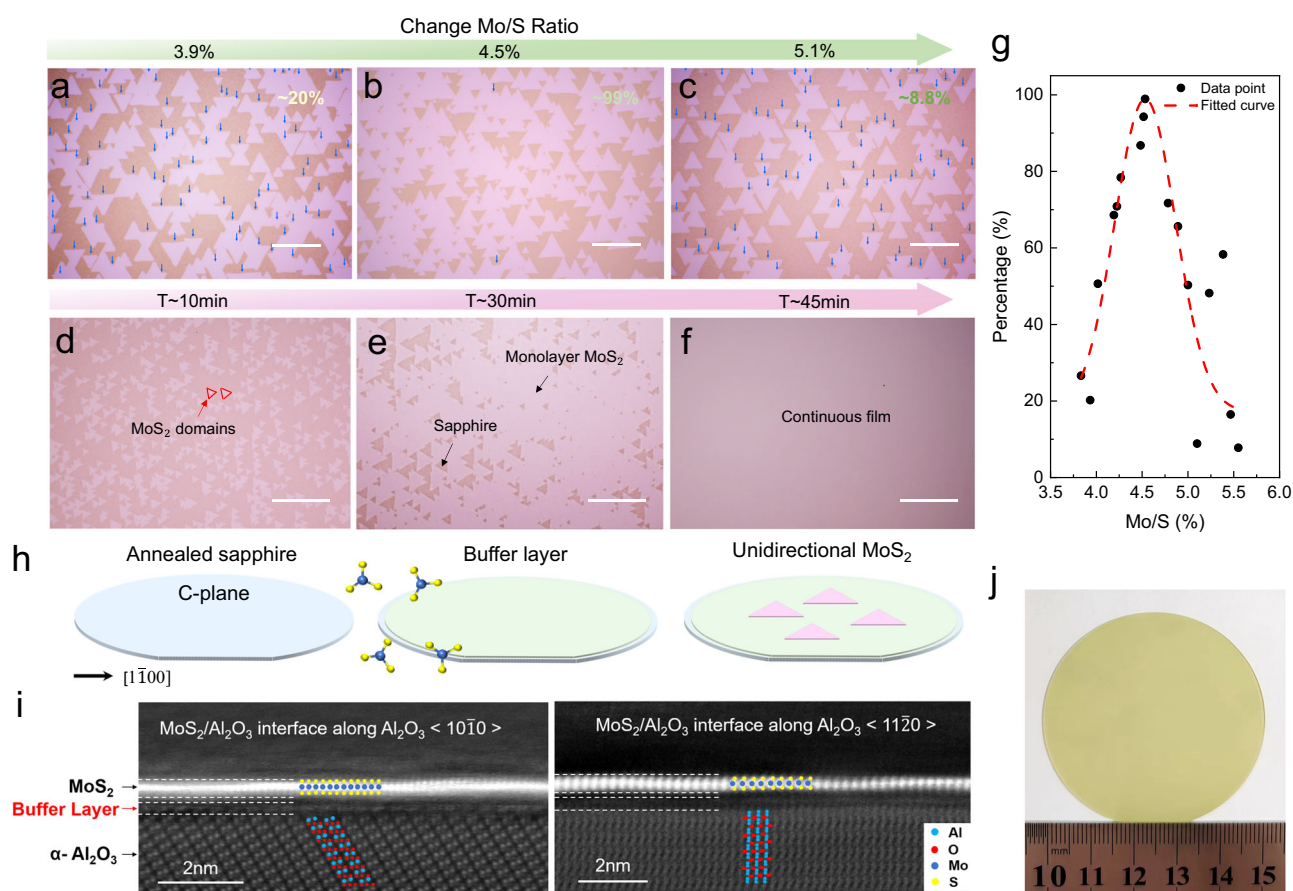 Change Mo/S Ratio
3.9% 4.5% 5.1%
a
~20%
b
~99%
c
~8.8%
T~10min T~30min T~45min
d
MoS₂ domains
e
Monolayer MoS₂
Sapphire
f
Continuous film
g
Data point
Fitted curve
100
80
60
40
20
0
Percentage (%)
3.5 4.0 4.5 5.0 5.5 6.0
Mo/S (%)
h
Annealed sapphire
C-plane
[11̄00]
Buffer layer
Unidirectional MoS₂
i
MoS₂/Al₂O₃ interface along Al₂O₃ < 101̄0 >
MoS₂/Al₂O₃ interface along Al₂O₃ < 112̄0 >
MoS₂
Buffer Layer
α- Al₂O₃
2nm
2nm
Al
O
Mo
S
j
mm
10 11 12 13 14 15